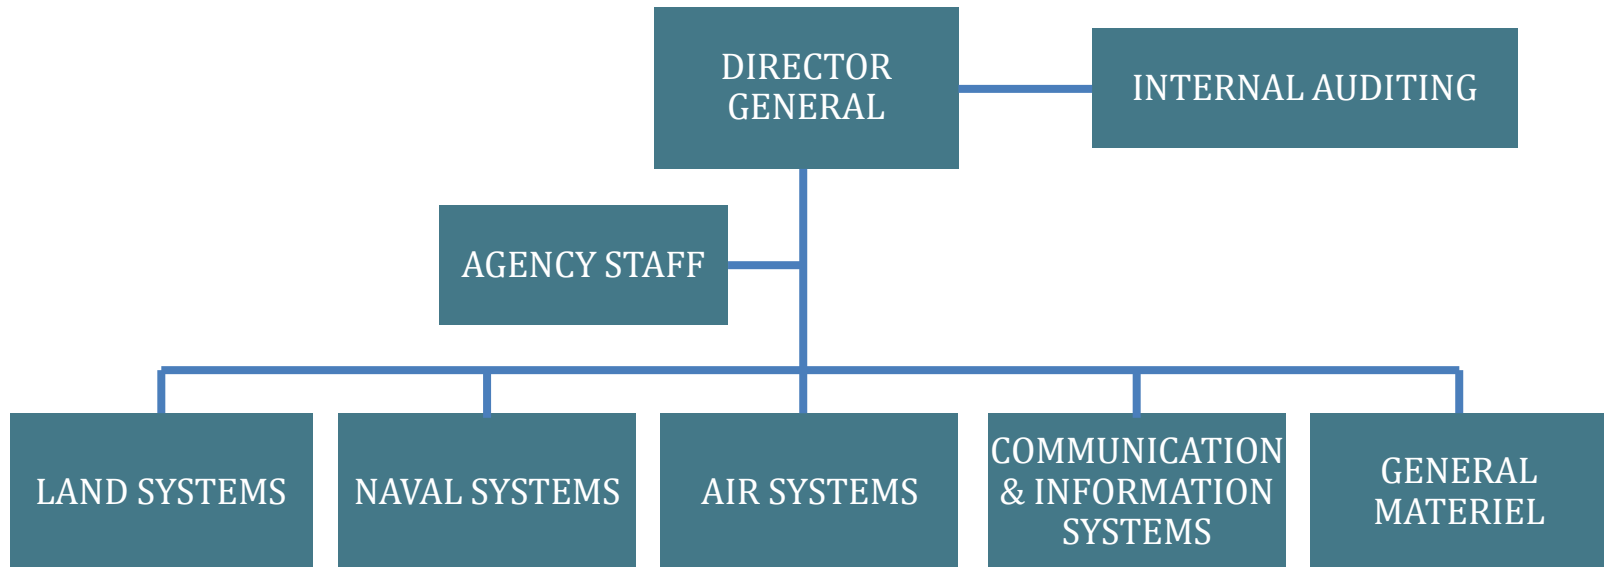 DIRECTOR
GENERAL
INTERNAL AUDITING
AGENCY STAFF
LAND SYSTEMS
NAVAL SYSTEMS
AIR SYSTEMS
COMMUNICATION
& INFORMATION
SYSTEMS
GENERAL
MATERIEL